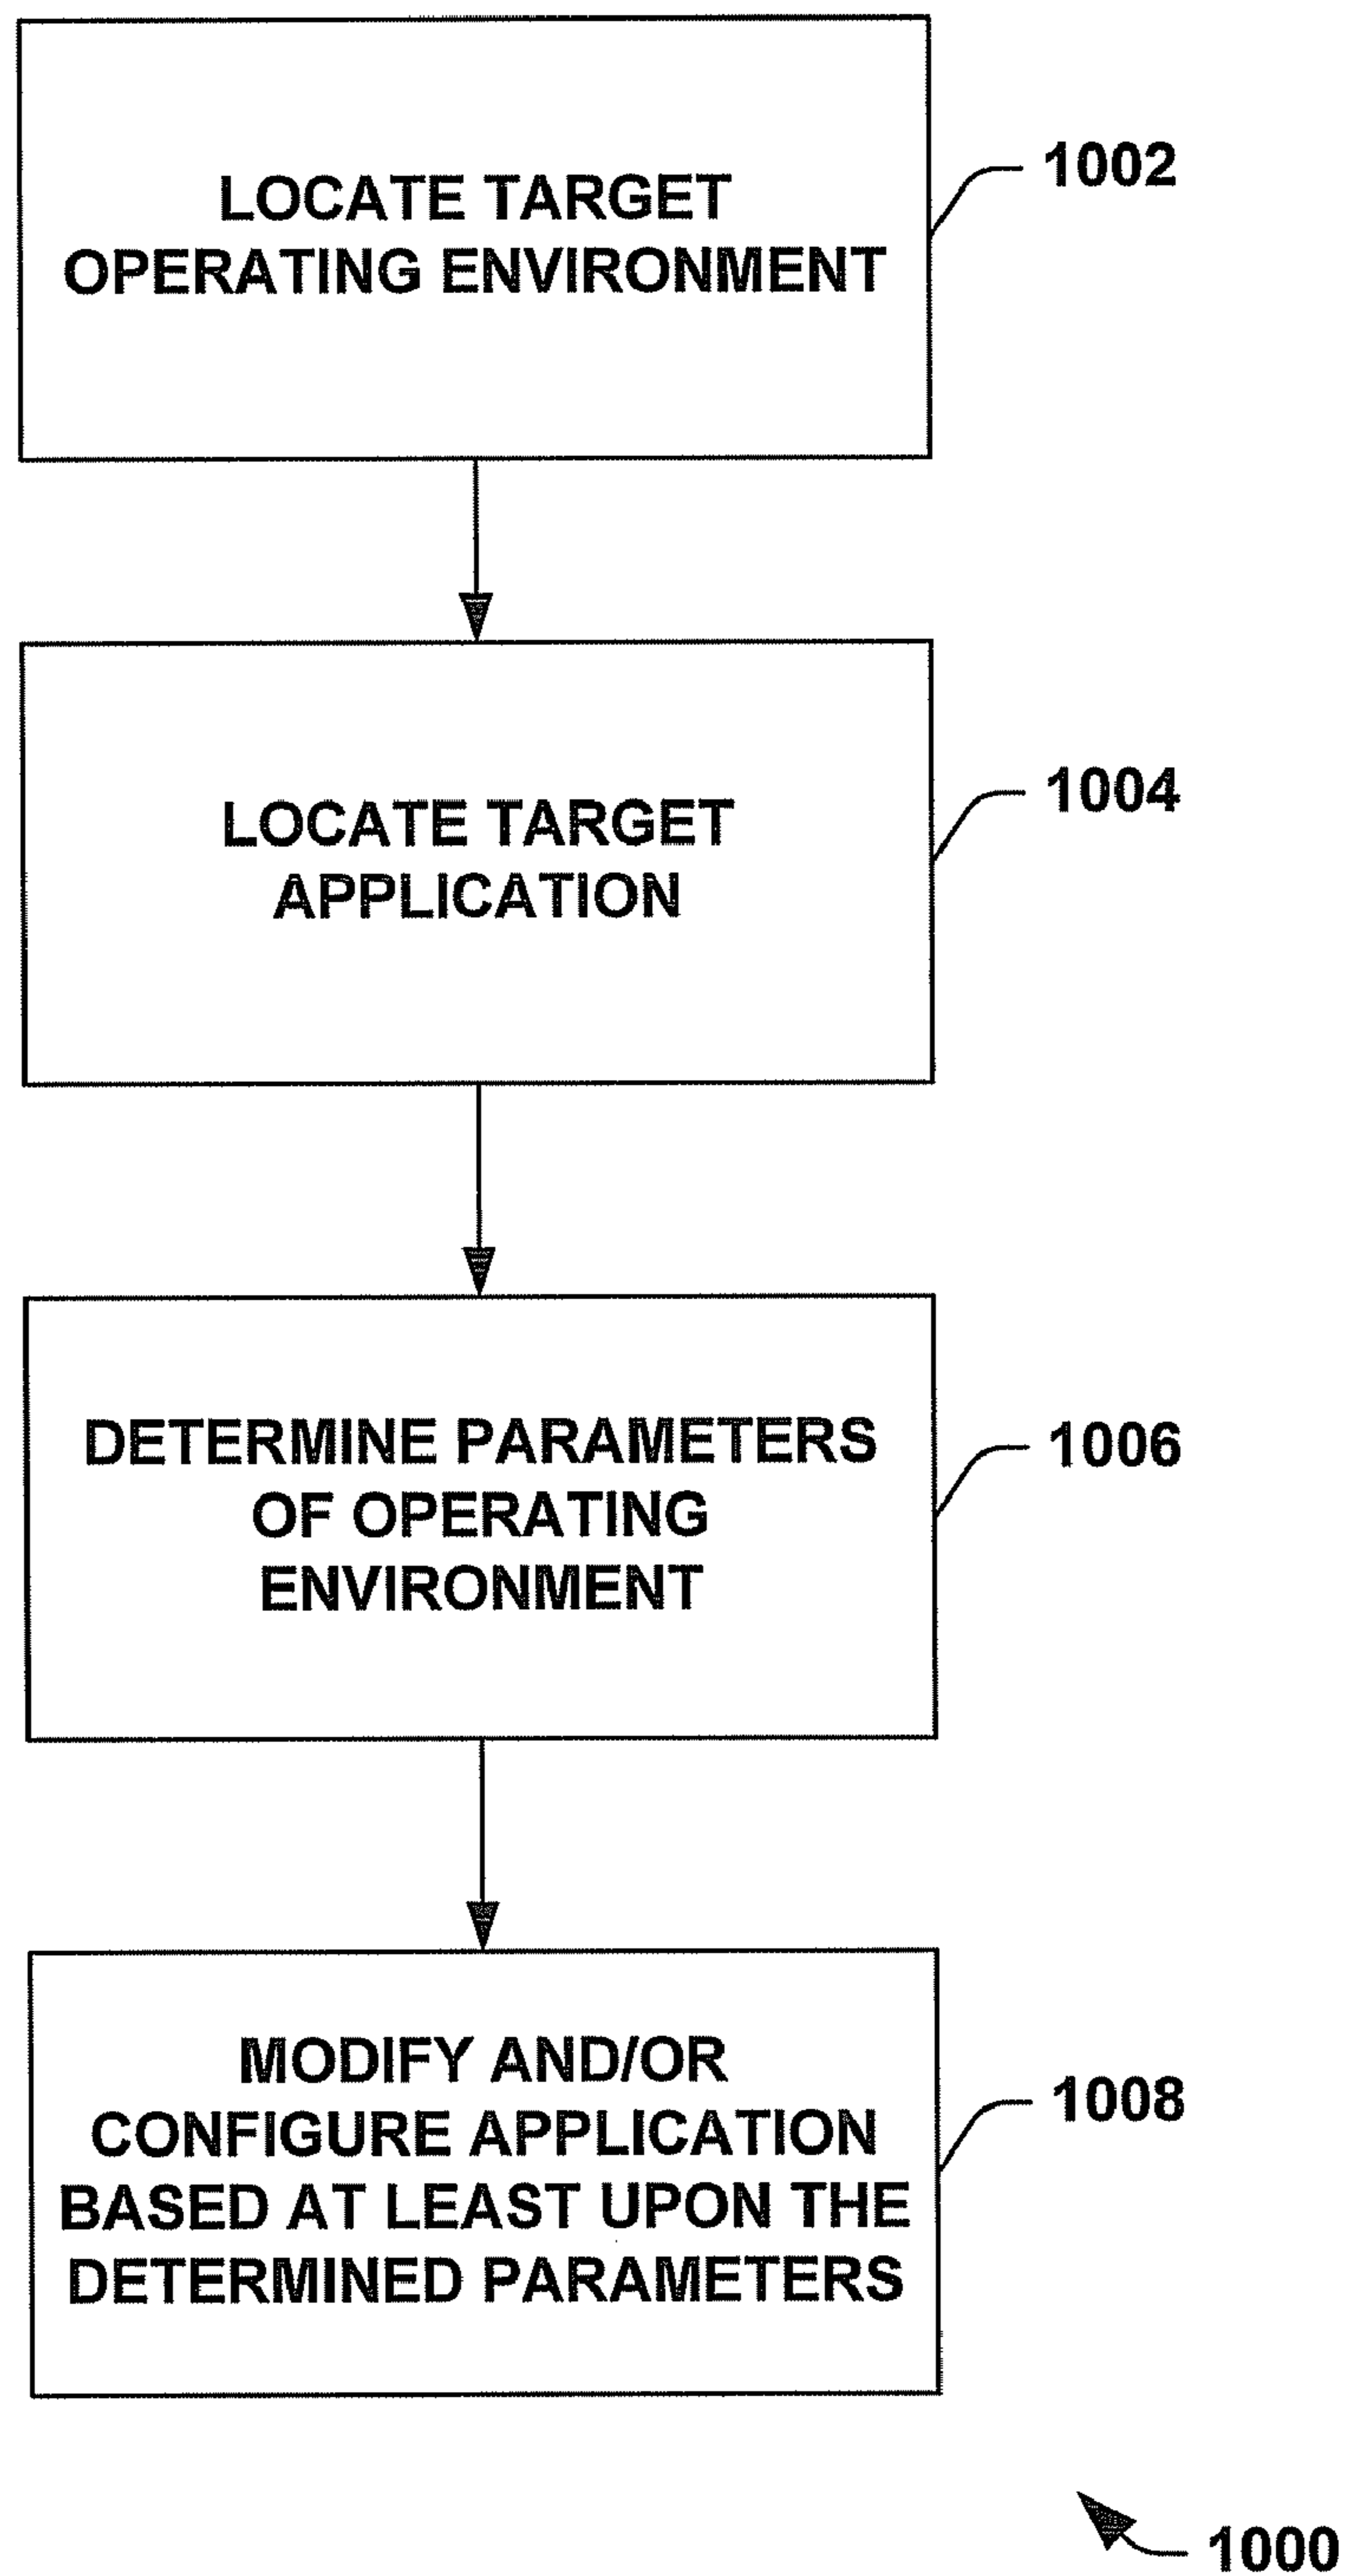 LOCATE TARGET
OPERATING ENVIRONMENT
1002
LOCATE TARGET
APPLICATION
1004
DETERMINE PARAMETERS
OF OPERATING
ENVIRONMENT
1006
MODIFY AND/OR
CONFIGURE APPLICATION
BASED AT LEAST UPON THE
DETERMINED PARAMETERS
1008
1000